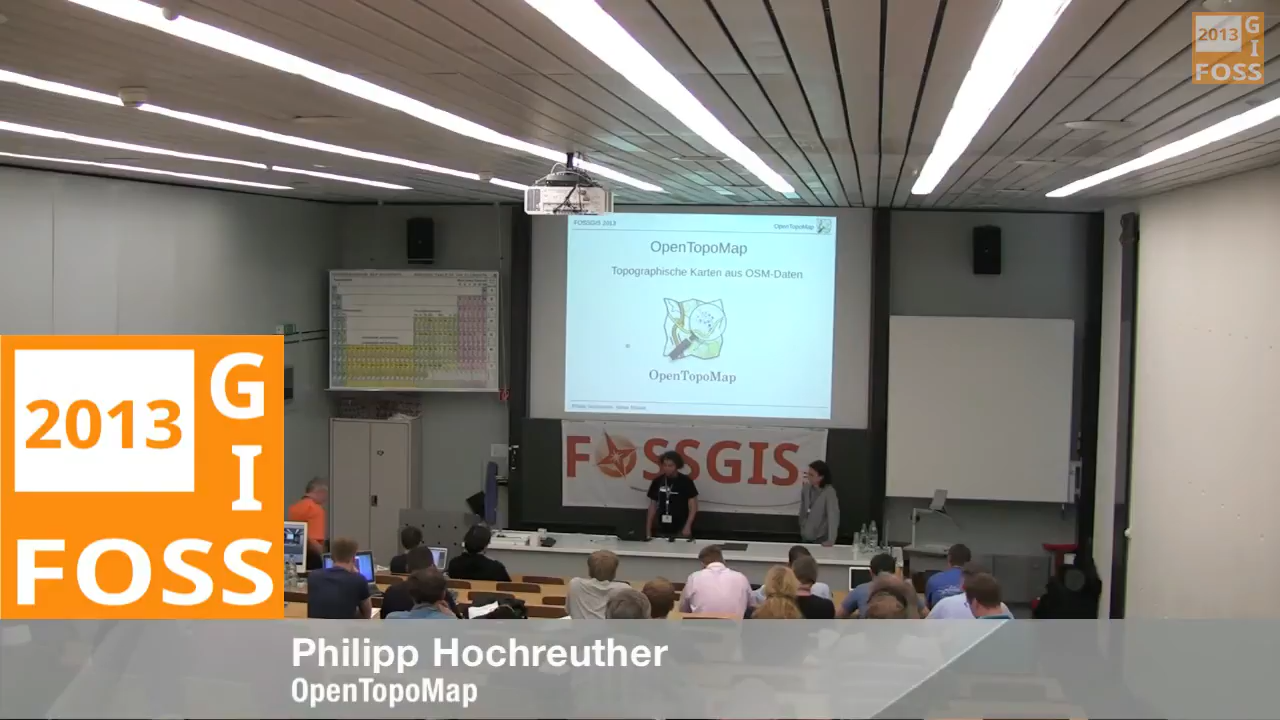 2013
G
I
FOSS
FOSSGIS 2013
OpenTopoMap
OpenTopoMap
Topographische Karten aus OSM-Daten
OpenTopoMap
FOSSGIS
2013
G
I
FOSS
Philipp Hochreuther
OpenTopoMap